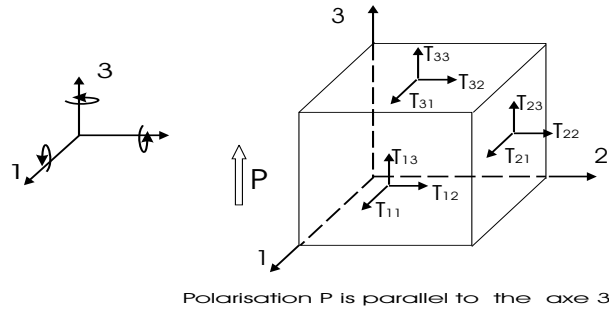 3
1
P
3
T33
T32
T31
T23
T22
T21
2
T13
T12
T11
1
Polarisation P is parallel to the axe 3